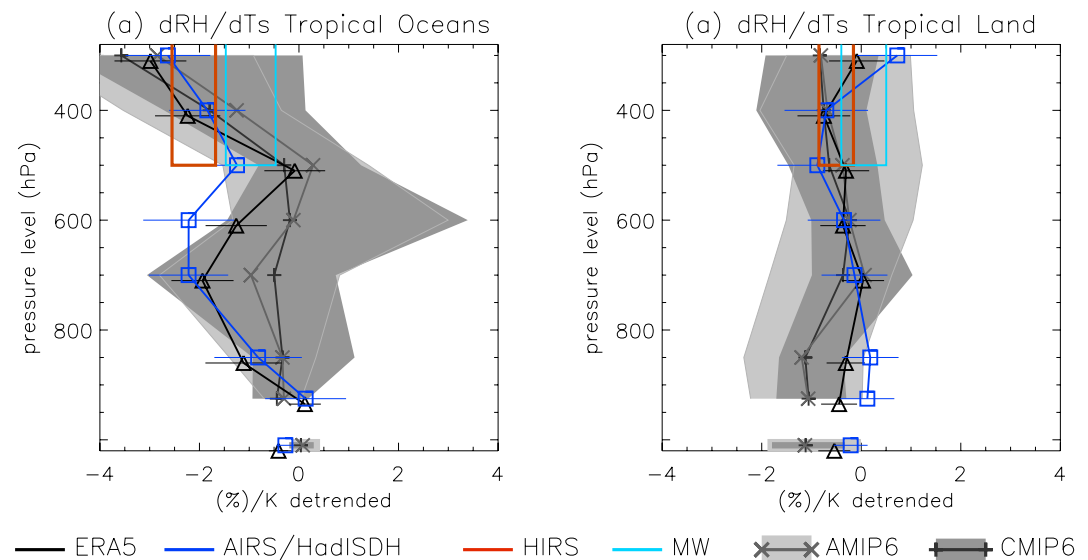 (a) dRH/dTs Tropical Oceans
pressure level (hPa)
400
600
800
−4 −2 0 2 4
(%)/K detrended
(a) dRH/dTs Tropical Land
pressure level (hPa)
400
600
800
−4 −2 0 2 4
(%)/K detrended
ERA5 AIRS/HadISDH HIRS MW AMIP6 CMIP6